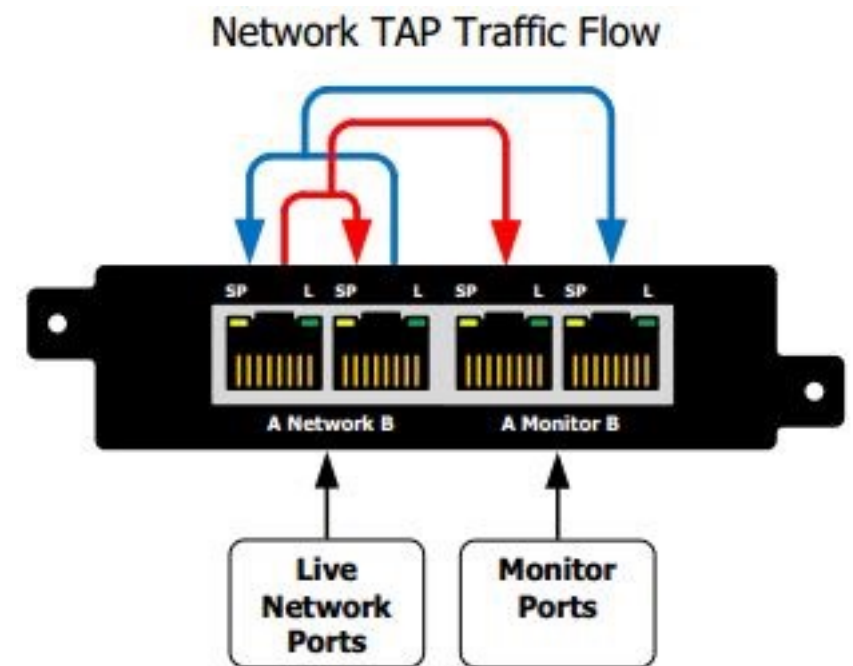 Network TAP Traffic Flow
SP L SP L SP L SP L
A Network B A Monitor B
Live
Network
Ports
Monitor
Ports